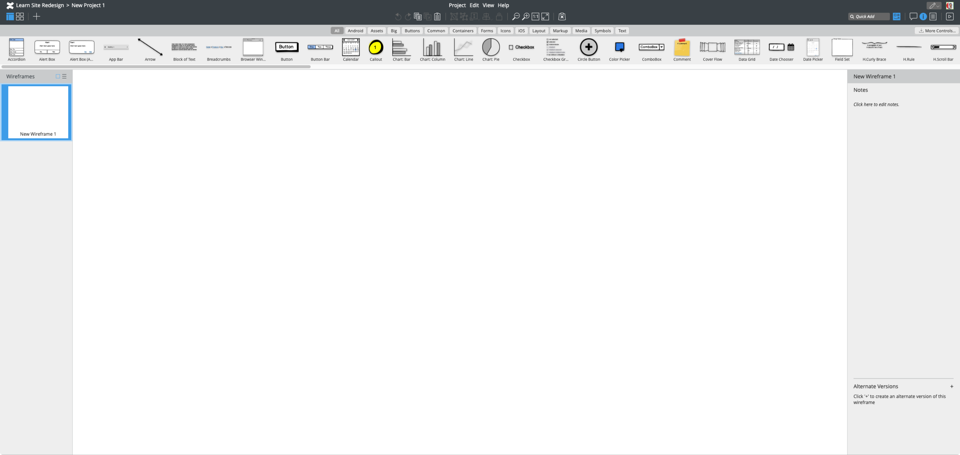 Learn Site Redesign > New Project 1
Project Edit View Help
Quick Add
All Android Assets Big Buttons Common Containers Forms Icons iOS Layout Markup Media Symbols Text
More Controls...
Accordion Alert Box Alert Box (n... App Bar Arrow Block of Text Breadcrumbs Browser Win... Button Button Bar Calendar Callout Chart: Bar Chart: Column Chart: Line Chart: Pie Checkbox Checkbox Gr... Circle Button Color Picker ComboBox Comment Cover Flow Data Grid Date Chooser Date Picker Field Set H.Curly Brace H.Rule H.Scroll Bar
Wireframes
New Wireframe 1
New Wireframe 1
Notes
Click here to edit notes.
Alternate Versions +
Click '+' to create an alternate version of this
wireframe